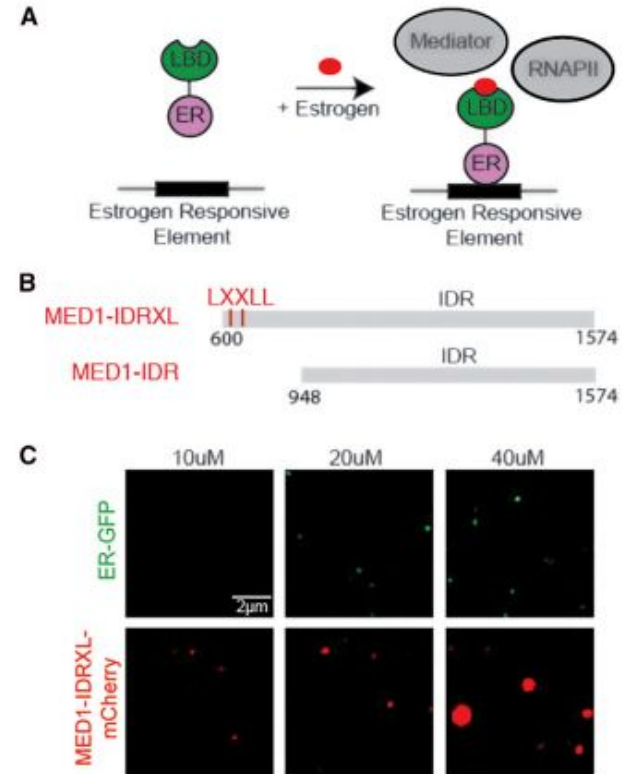 A
LBD
ER
+ Estrogen
Mediator
RNAPII
LBD
ER
Estrogen Responsive
Element
Estrogen Responsive
Element
B
LXXLL
IDR
MED1-IDRXL
600
1574
IDR
MED1-IDR
948
1574
C
10uM
20uM
40uM
ER-GFP
2µm
MED1-IDRXL-
mCherry